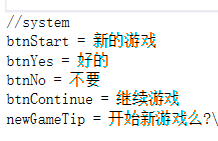 //system
btnStart = 新的游戏
btnYes = 好的
btnNo = 不要
btnContinue = 继续游戏
newGameTip = 开始新游戏么?\